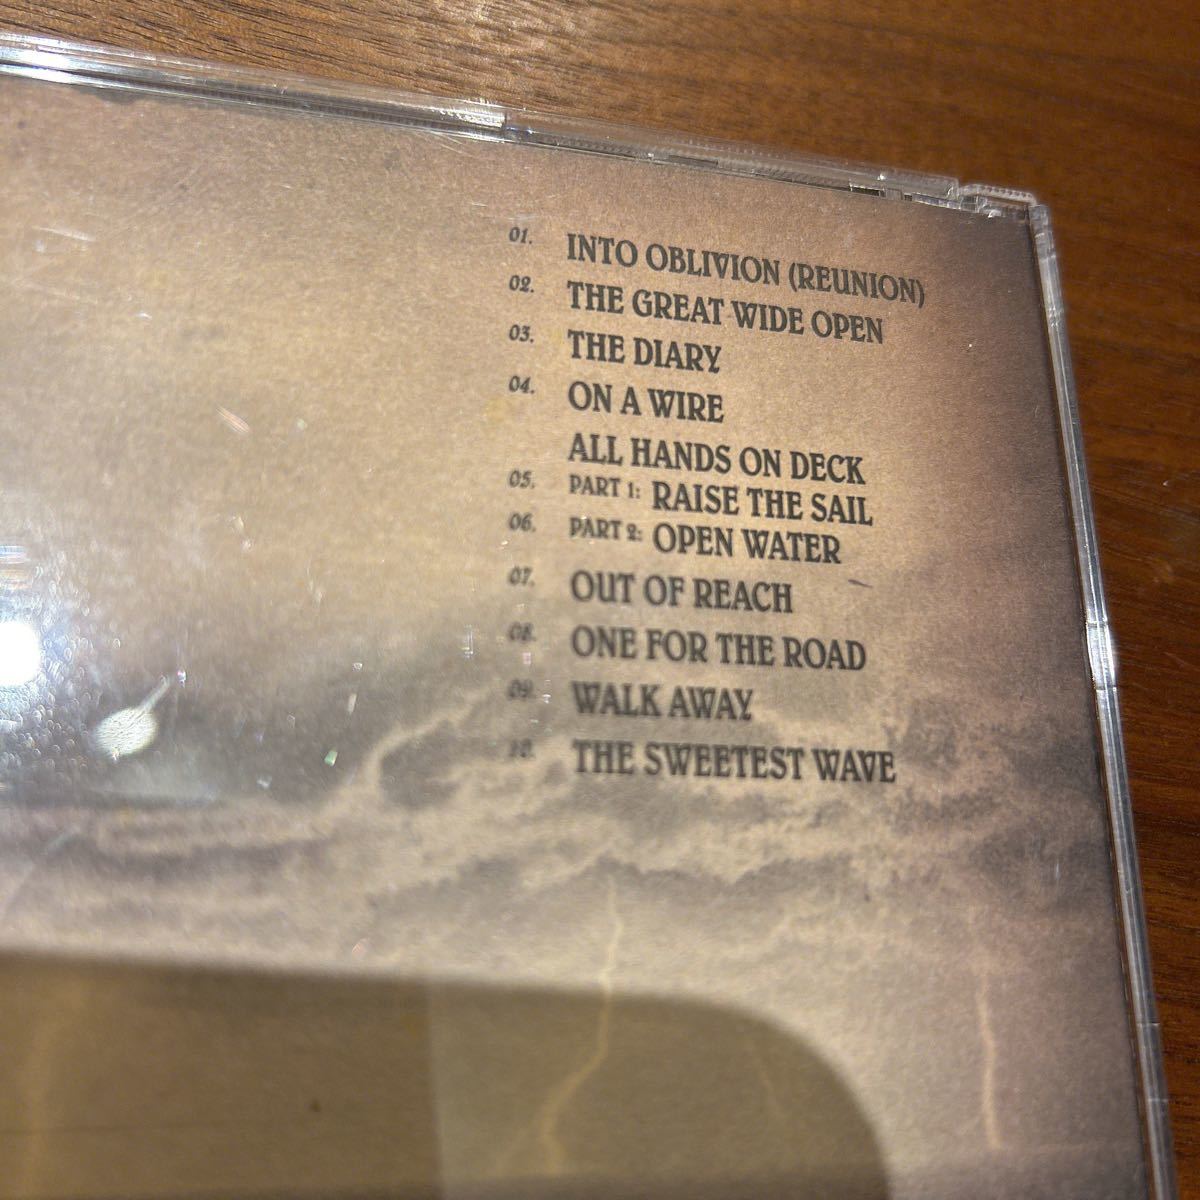 01. INTO OBLIVION (REUNION)
02. THE GREAT WIDE OPEN
03. THE DIARY
04. ON A WIRE
ALL HANDS ON DECK
05. PART 1: RAISE THE SAIL
06. PART 2: OPEN WATER
07. OUT OF REACH
08. ONE FOR THE ROAD
09. WALK AWAY
10. THE SWEETEST WAVE